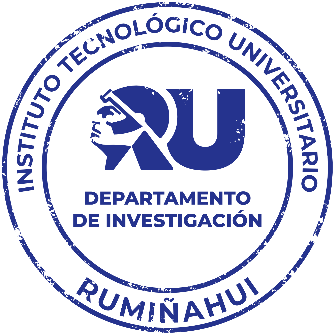 INSTITUTO TECNOLÓGICO UNIVERSITARIO
RU
DEPARTAMENTO
DE INVESTIGACIÓN
RUMIÑAHUI